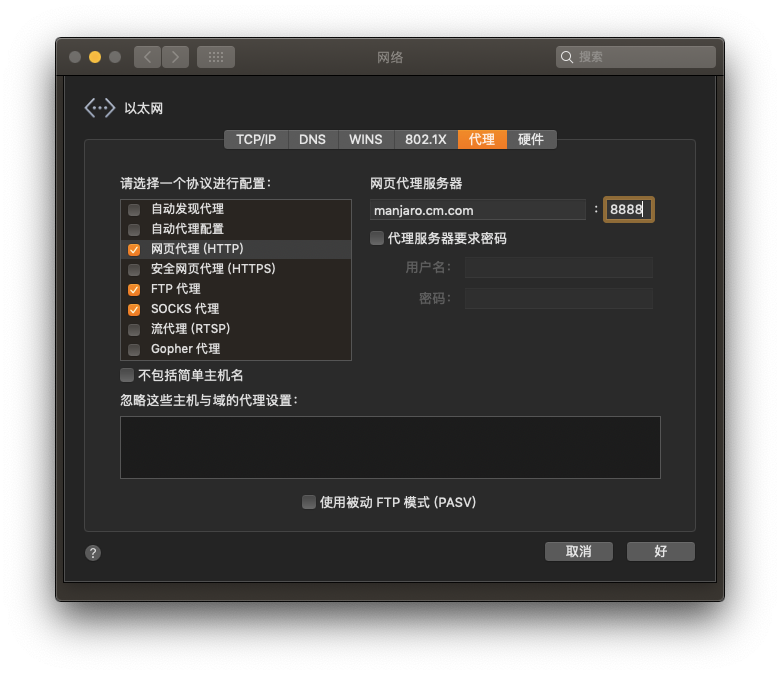 网络
搜索
以太网
TCP/IP
DNS
WINS
802.1X
代理
硬件
请选择一个协议进行配置：
自动发现代理
自动代理配置
网页代理 (HTTP)
安全网页代理 (HTTPS)
FTP 代理
SOCKS 代理
流代理 (RTSP)
Gopher 代理
网页代理服务器
manjaro.cm.com : 8888
代理服务器要求密码
用户名：
密码：
不包括简单主机名
忽略这些主机与域的代理设置：
使用被动 FTP 模式 (PASV)
?
取消
好